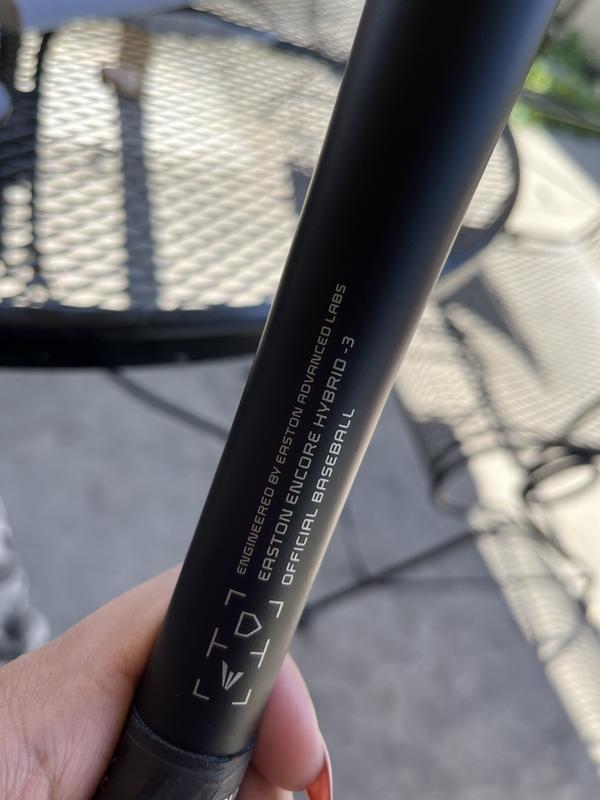 ENGINEERED BY EASTON ADVANCED LABS
EASTON ENCORE HYBRID -3
OFFICIAL BASEBALL